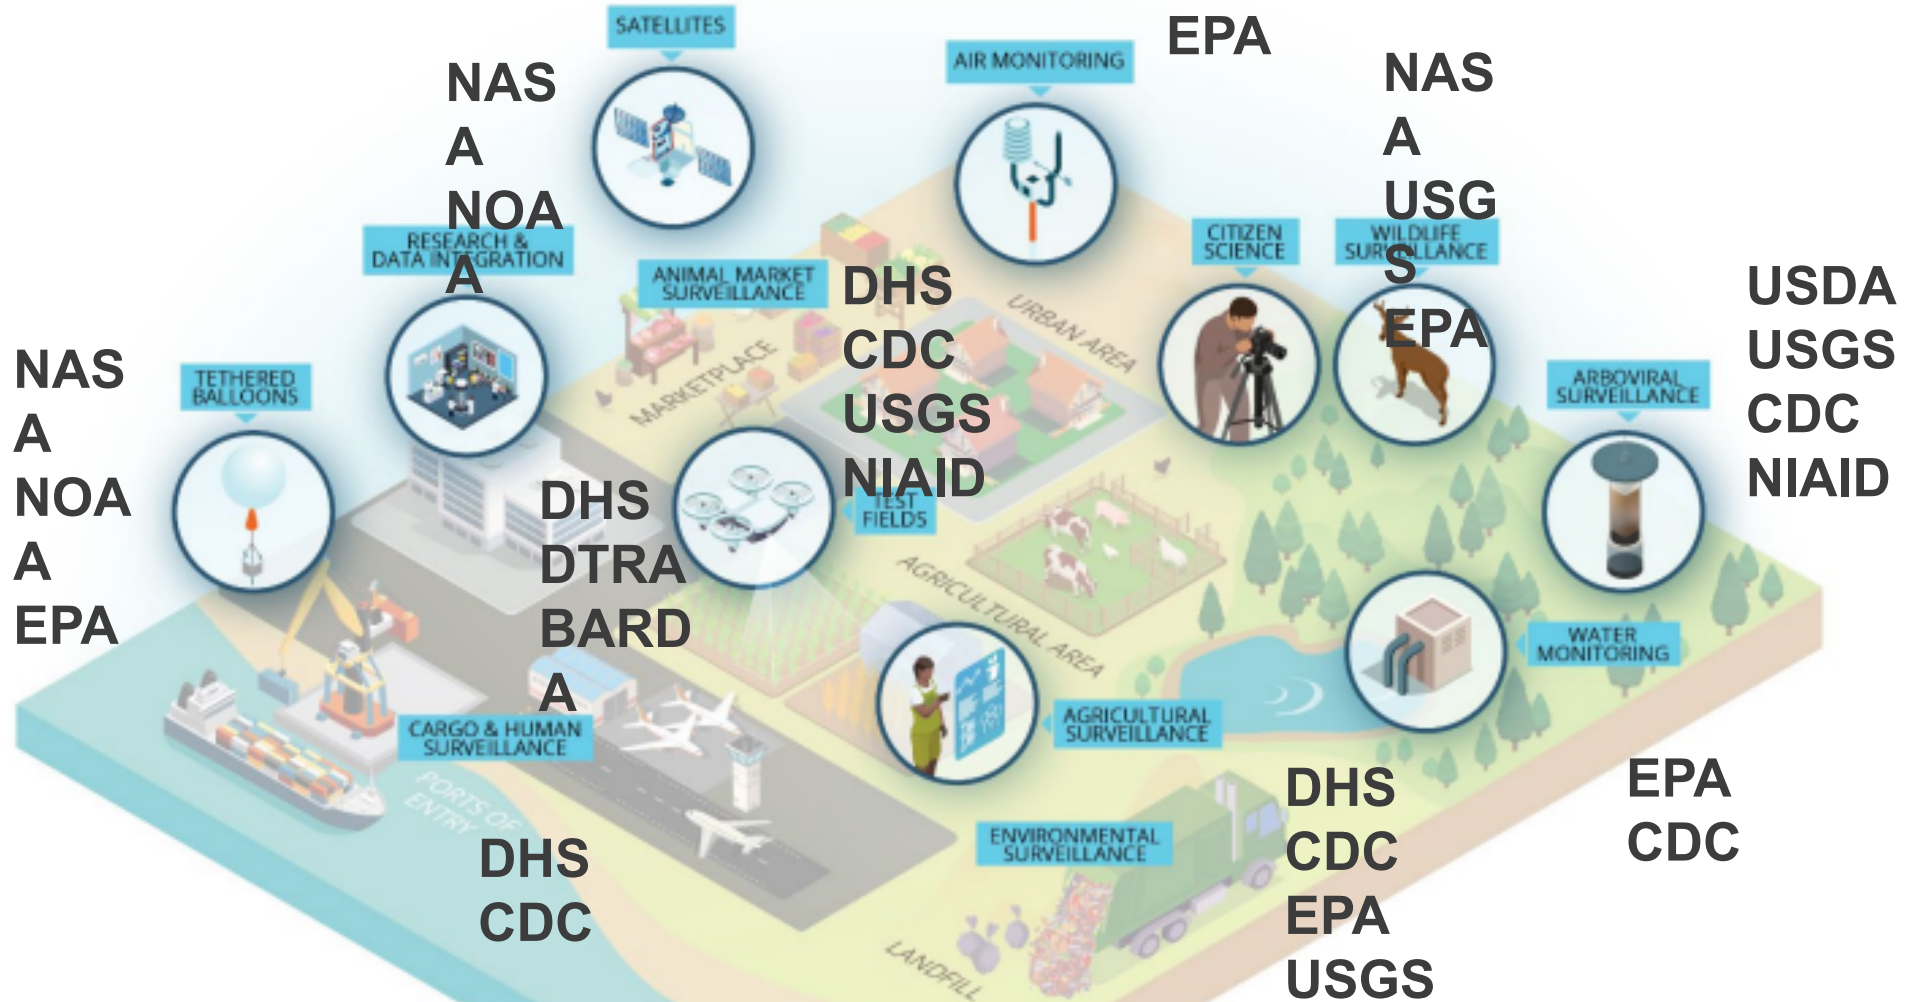 SATELLITES
EPA
AIR MONITORING
NAS
A
NOA
A
NAS
A
USG
S
EPA
RESEARCH &
DATA INTEGRATION
CITIZEN
SCIENCE
WILDLIFE
SURVEILLANCE
ANIMAL MARKET
SURVEILLANCE
DHS
CDC
USGS
NIAID
URBAN AREA
USDA
USGS
CDC
NIAID
NAS
A
NOA
A
EPA
TETHERED
BALLOONS
MARKETPLACE
ARBOVIRAL
SURVEILLANCE
DHS
DTRA
BARD
A
TEST
FIELDS
AGRICULTURAL AREA
WATER
MONITORING
CARGO & HUMAN
SURVEILLANCE
AGRICULTURAL
SURVEILLANCE
PORTS OF
ENTRY
DHS
CDC
ENVIRONMENTAL
SURVEILLANCE
DHS
CDC
EPA
USGS
EPA
CDC
LANDFILL